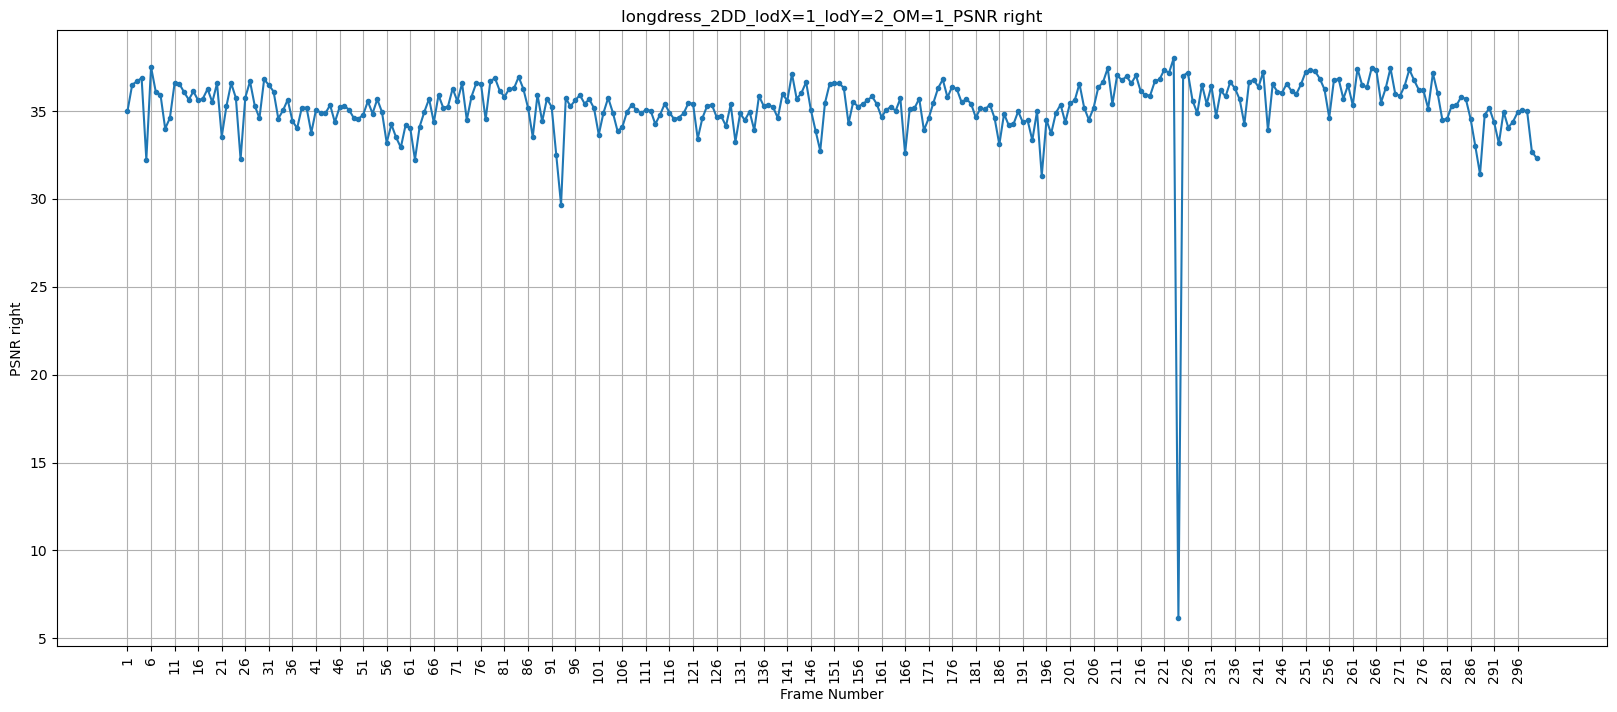 longdress_2DD_lodX=1_lodY=2_OM=1_PSNR right
PSNR right
35
30
25
20
15
10
5
1 6 11 16 21 26 31 36 41 46 51 56 61 66 71 76 81 86 91 96 101 106 111 116 121 126 131 136 141 146 151 156 161 166 171 176 181 186 191 196 201 206 211 216 221 226 231 236 241 246 251 256 261 266 271 276 281 286 291 296
Frame Number